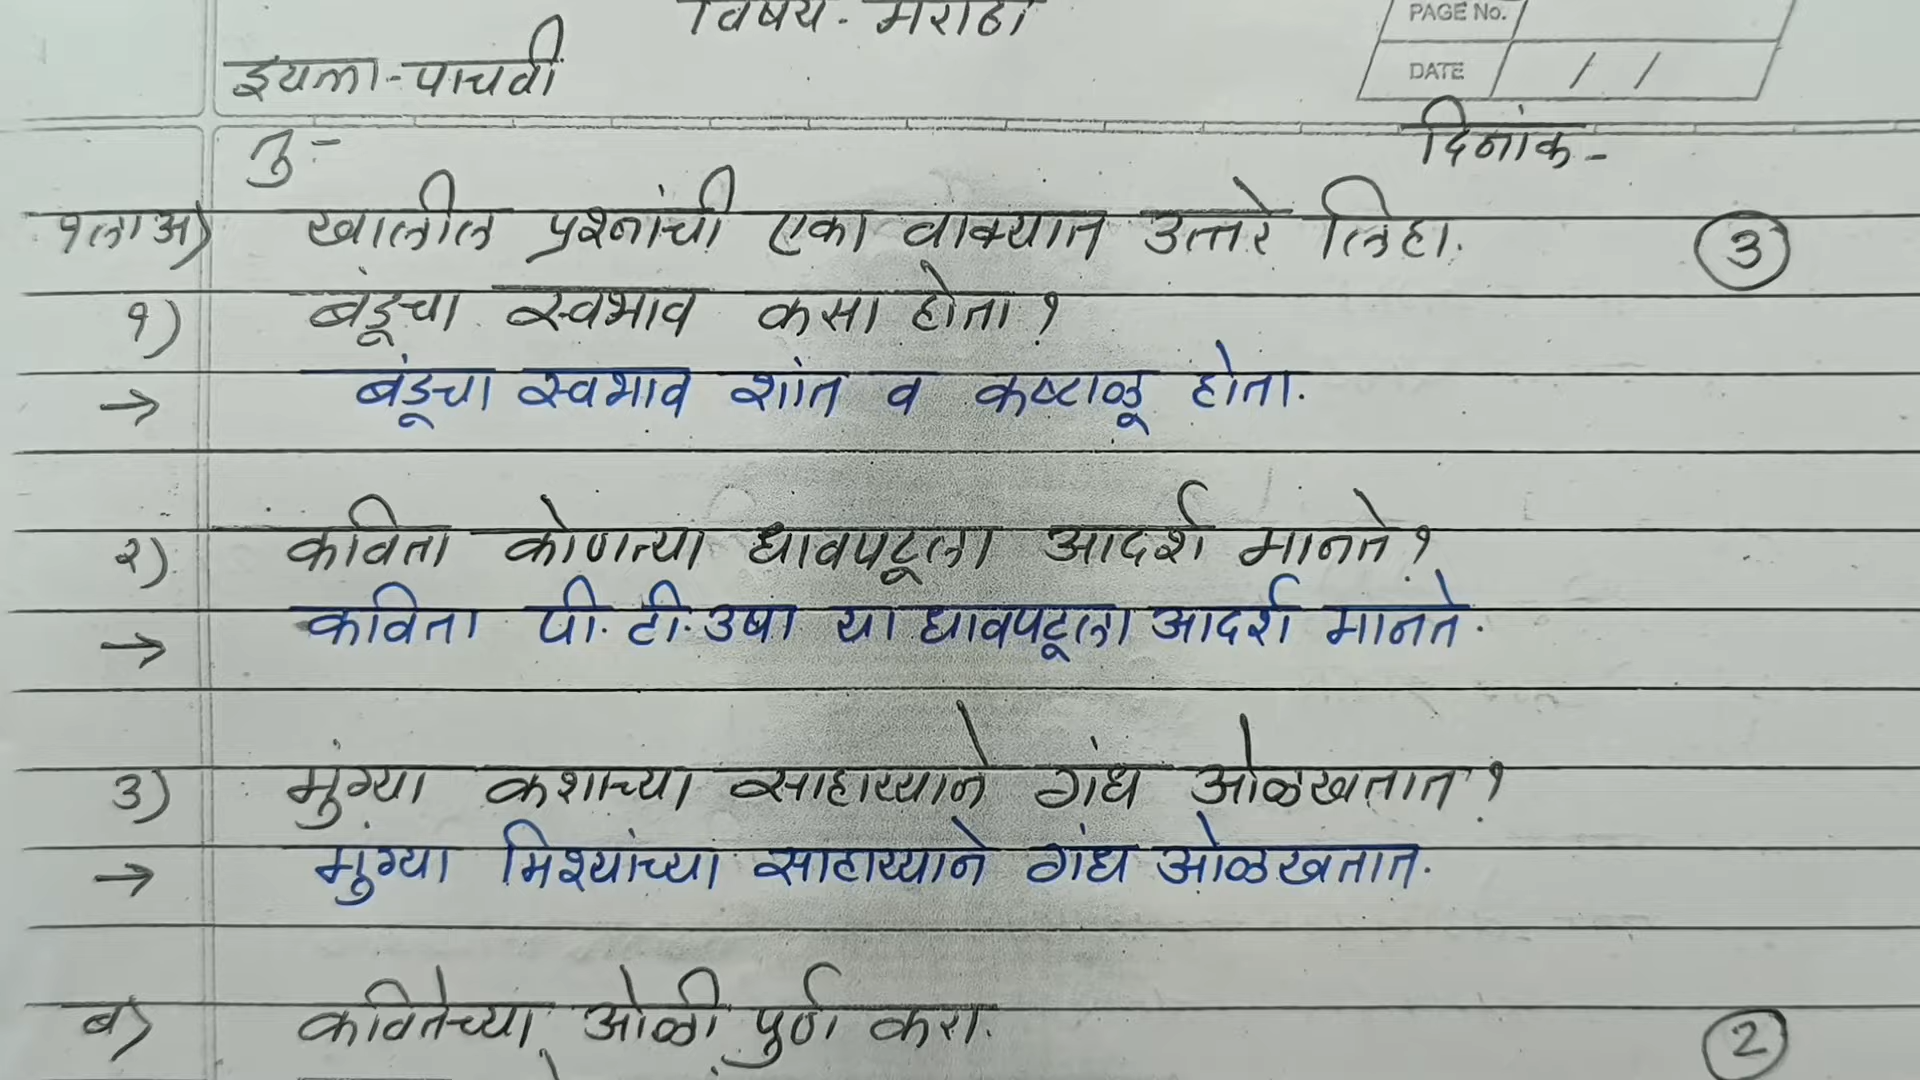 विषय- मराठी
PAGE No.
इयत्ता-पाचवी
DATE / /
तु- दिनांक-
१ला अ) खालील प्रश्नांची एका वाक्यात उत्तरे लिहा. 3
१) बंडूचा स्वभाव कसा होता?
→ बंडूचा स्वभाव शांत व कष्टाळू होता.
२) कविता कोणत्या धावपटूला आदर्श मानते?
→ कविता पी. टी. उषा या धावपटूला आदर्श मानते.
3) मुंग्या कशाच्या साहाय्याने गंध ओळखतात?
→ मुंग्या मिश्यांच्या साहाय्याने गंध ओळखतात.
ब) कवितेच्या ओळी पुर्ण करा. 2